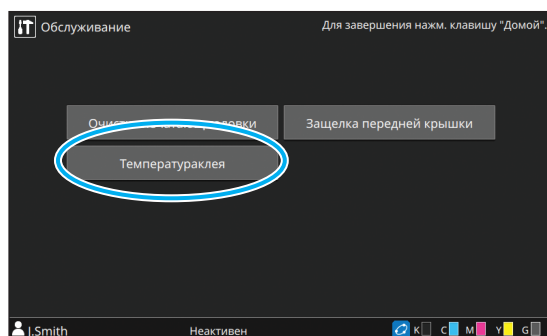 Обслуживание
Для завершения нажм. клавишу "Домой".
Защелка передней крышки
Температураклея
J.Smith
Неактивен
K C M Y G